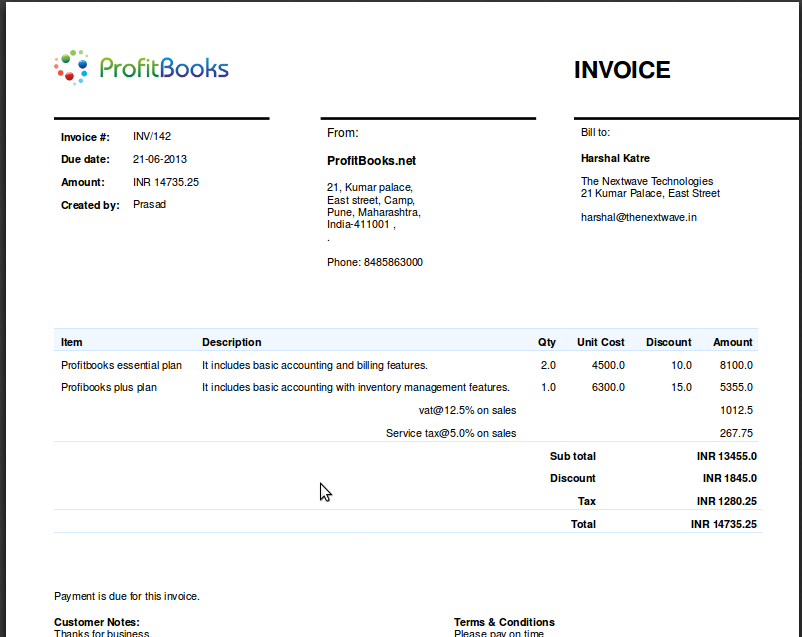 ProfitBooks
INVOICE
Invoice #: INV/142
Due date: 21-06-2013
Amount: INR 14735.25
Created by: Prasad
From:
ProfitBooks.net
21, Kumar palace,
East street, Camp,
Pune, Maharashtra,
India-411001 ,
.
Phone: 8485863000
Bill to:
Harshal Katre
The Nextwave Technologies
21 Kumar Palace, East Street
harshal@thenextwave.in
Item Description Qty Unit Cost Discount Amount
Profitbooks essential plan It includes basic accounting and billing features. 2.0 4500.0 10.0 8100.0
Profibooks plus plan It includes basic accounting with inventory management features. 1.0 6300.0 15.0 5355.0
vat@12.5% on sales 1012.5
Service tax@5.0% on sales 267.75
Sub total INR 13455.0
Discount INR 1845.0
Tax INR 1280.25
Total INR 14735.25
Payment is due for this invoice.
Customer Notes:
Thanks for business.
Terms & Conditions
Please pay on time